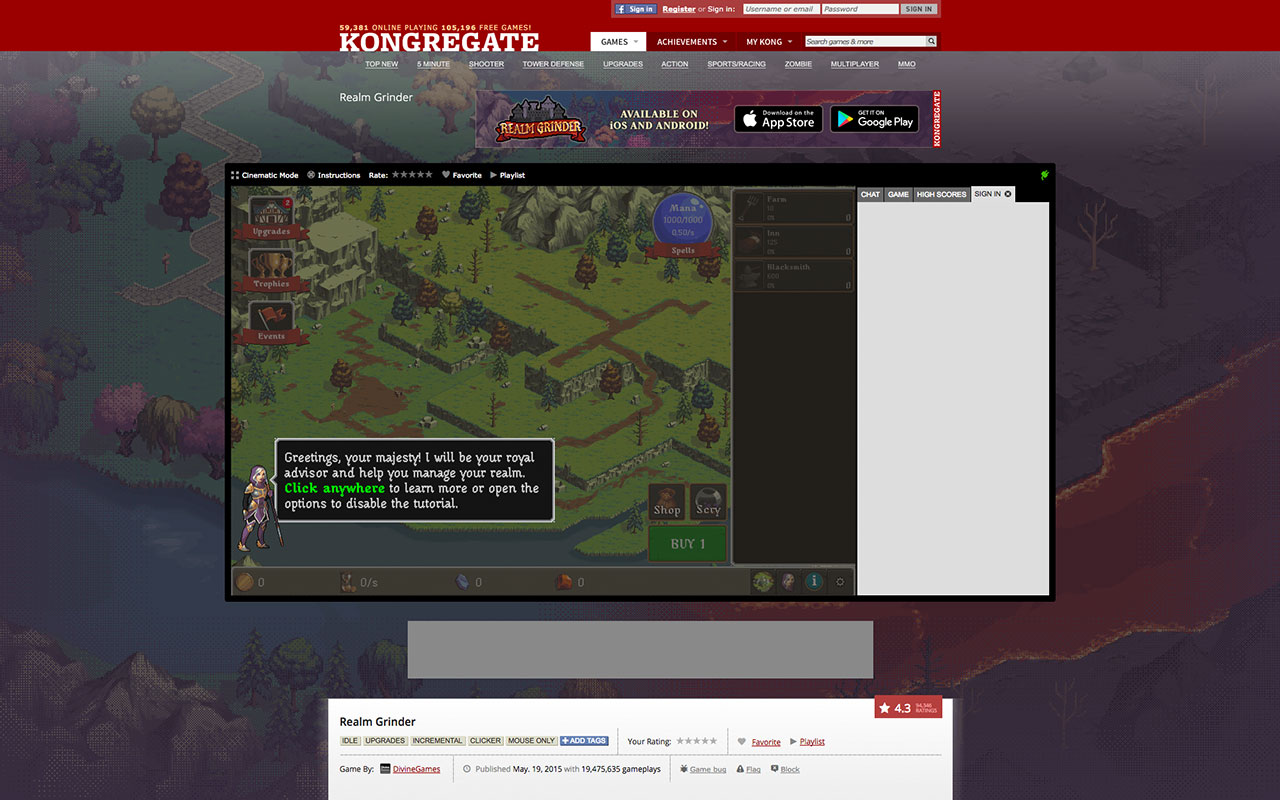 Sign in Register or Sign in: Username or email Password SIGN IN
59,381 ONLINE PLAYING 105,196 FREE GAMES!
KONGREGATE
GAMES ACHIEVEMENTS MY KONG Search games & more
TOP NEW 5 MINUTE SHOOTER TOWER DEFENSE UPGRADES ACTION SPORTS/RACING ZOMBIE MULTIPLAYER MMO
Realm Grinder
REALM GRINDER
AVAILABLE ON
iOS AND ANDROID!
Download on the
App Store
GET IT ON
Google Play
KONGREGATE
Cinematic Mode Instructions Rate: Favorite Playlist
CHAT GAME HIGH SCORES SIGN IN
2
Upgrades
Trophies
Events
Mana
1000/1000
0.50/s
Spells
Farm
0%
0
Inn
125
0%
0
Blacksmith
600
0%
0
Greetings, your majesty! I will be your royal
advisor and help you manage your realm.
Click anywhere to learn more or open the
options to disable the tutorial.
Shop Scry
BUY 1
0 0/s 0 0
Realm Grinder
4.3
RATINGS
IDLE UPGRADES INCREMENTAL CLICKER MOUSE ONLY +ADD TAGS Your Rating: Favorite Playlist
Game By: DivineGames Published May. 19, 2015 with 19,475,635 gameplays Game bug Flag Block